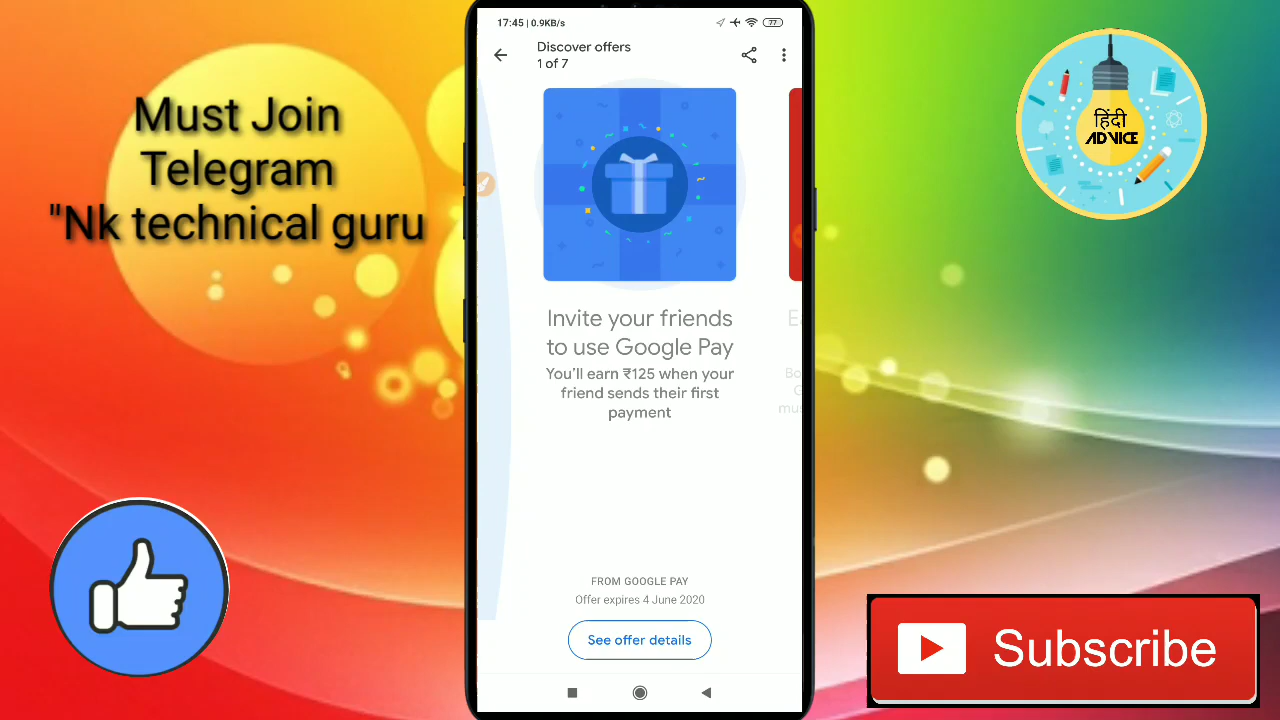 Must Join
Telegram
"Nk technical guru
17:45 | 0.9KB/s
77
Discover offers
1 of 7
Invite your friends
to use Google Pay
You'll earn ₹125 when your
friend sends their first
payment
FROM GOOGLE PAY
Offer expires 4 June 2020
See offer details
हिंदी
ADVICE
Subscribe